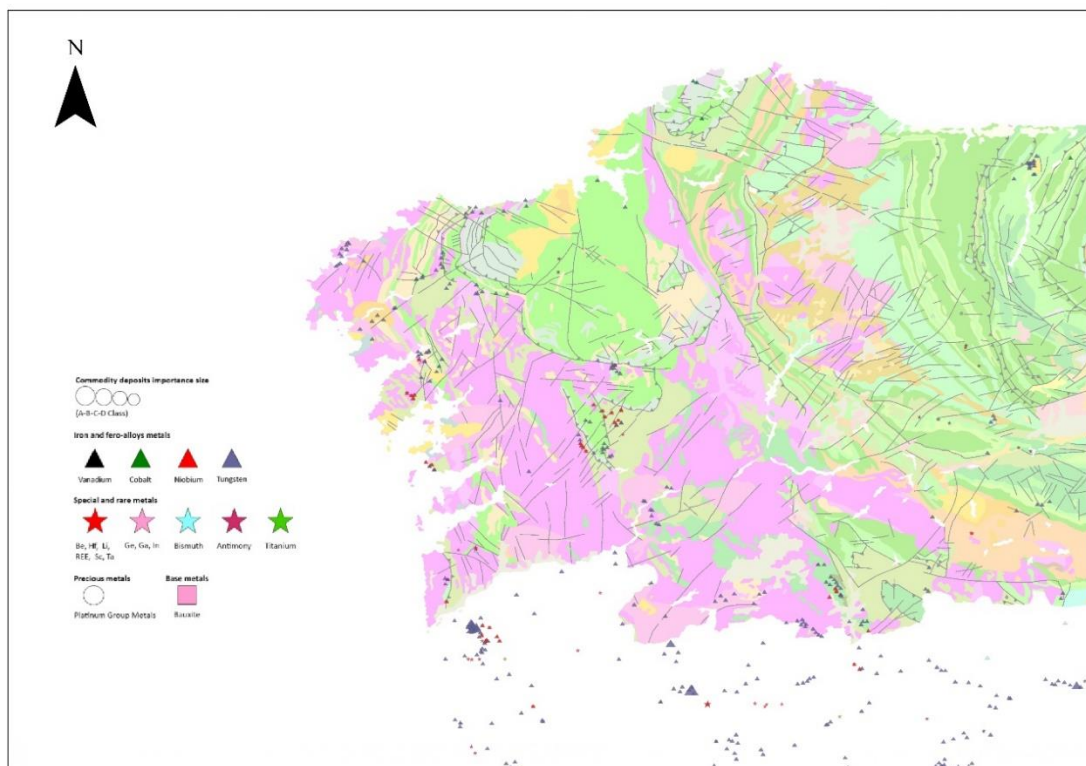 N
Commodity deposits importence size
(A-B-C-D Class)
Iron and fero-alloys metals
Vanadium Cobalt Niobium Tungsten
Special and rare metals
Be, Hf, Li, Ge, Ga, In Bismuth Antimony Titanium
REE, Sc, Ta
Precious metals Base metals
Platinum Group Metals Bauxite